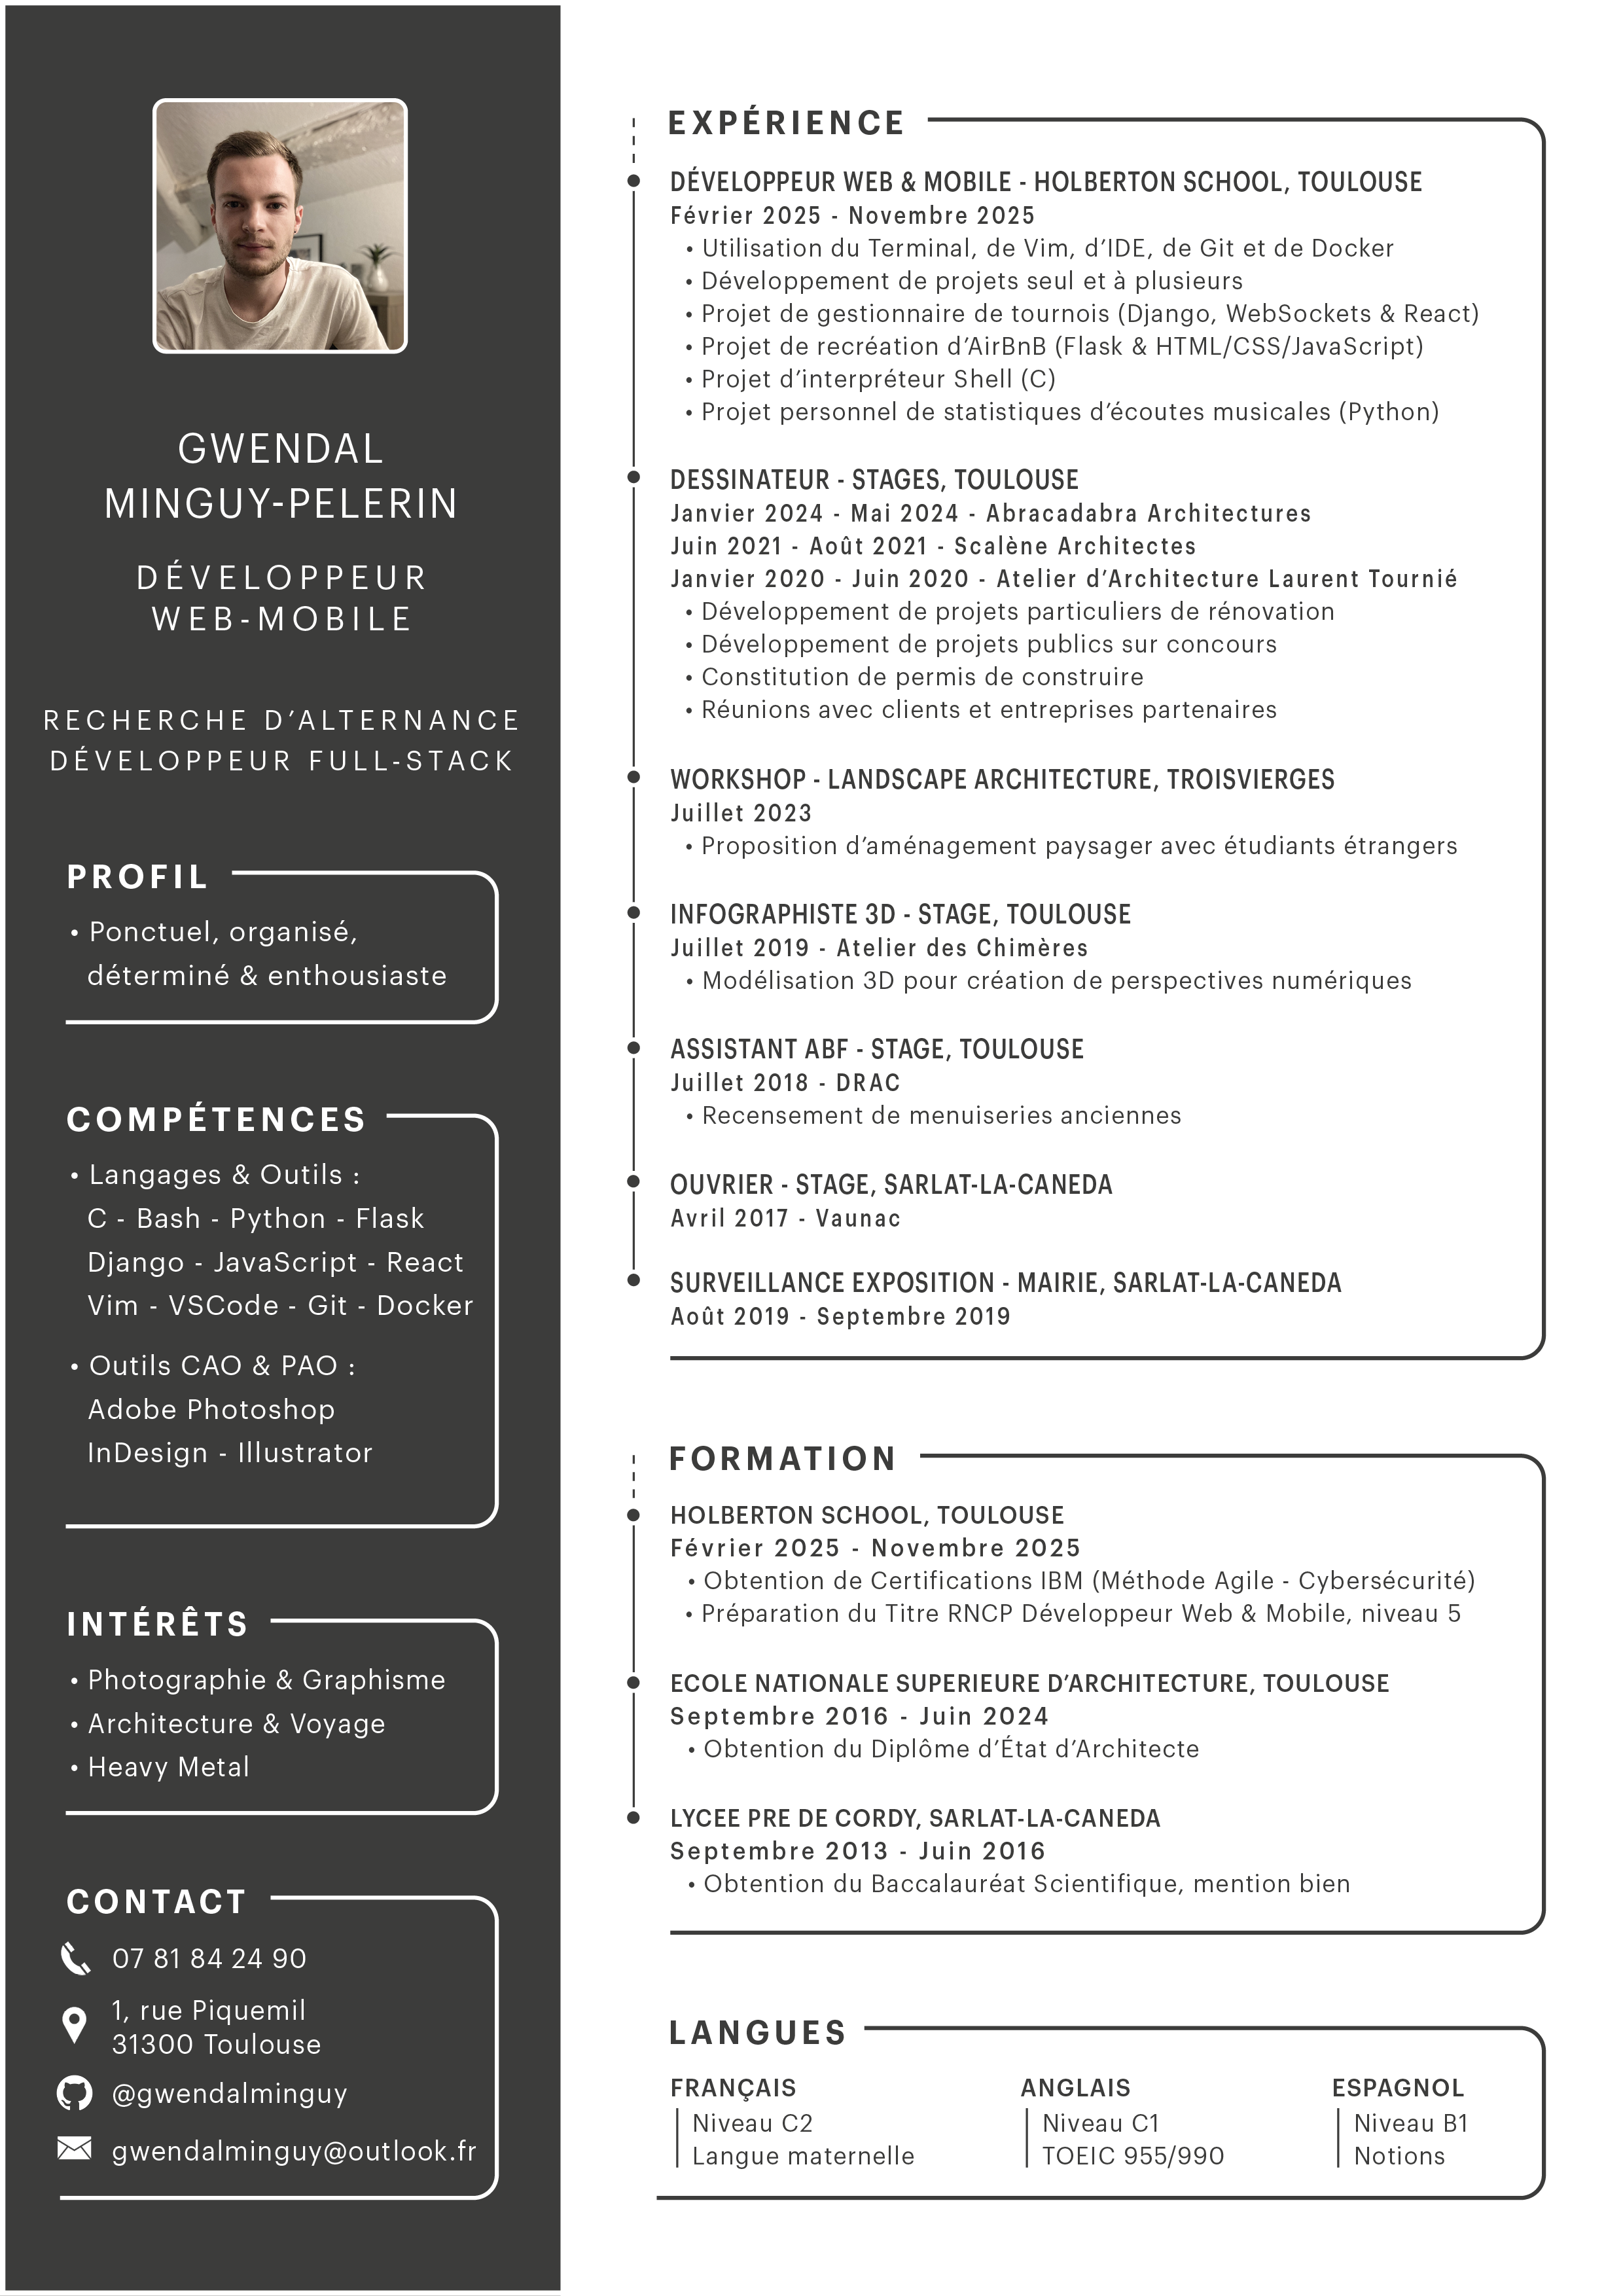 GWENDAL
MINGUY-PELERIN
DÉVELOPPEUR
WEB-MOBILE
RECHERCHE D’ALTERNANCE
DÉVELOPPEUR FULL-STACK
PROFIL
• Ponctuel, organisé,
déterminé & enthousiaste
COMPÉTENCES
• Langages & Outils :
C - Bash - Python - Flask
Django - JavaScript - React
Vim - VSCode - Git - Docker
• Outils CAO & PAO :
Adobe Photoshop
InDesign - Illustrator
INTÉRÊTS
• Photographie & Graphisme
• Architecture & Voyage
• Heavy Metal
CONTACT
07 81 84 24 90
1, rue Piquemil
31300 Toulouse
@gwendalminguy
gwendalminguy@outlook.fr
EXPÉRIENCE
DÉVELOPPEUR WEB & MOBILE - HOLBERTON SCHOOL, TOULOUSE
Février 2025 - Novembre 2025
• Utilisation du Terminal, de Vim, d’IDE, de Git et de Docker
• Développement de projets seul et à plusieurs
• Projet de gestionnaire de tournois (Django, WebSockets & React)
• Projet de recréation d’AirBnB (Flask & HTML/CSS/JavaScript)
• Projet d’interpréteur Shell (C)
• Projet personnel de statistiques d’écoutes musicales (Python)
DESSINATEUR - STAGES, TOULOUSE
Janvier 2024 - Mai 2024 - Abracadabra Architectures
Juin 2021 - Août 2021 - Scalène Architectes
Janvier 2020 - Juin 2020 - Atelier d’Architecture Laurent Tournié
• Développement de projets particuliers de rénovation
• Développement de projets publics sur concours
• Constitution de permis de construire
• Réunions avec clients et entreprises partenaires
WORKSHOP - LANDSCAPE ARCHITECTURE, TROISVIERGES
Juillet 2023
• Proposition d’aménagement paysager avec étudiants étrangers
INFOGRAPHISTE 3D - STAGE, TOULOUSE
Juillet 2019 - Atelier des Chimères
• Modélisation 3D pour création de perspectives numériques
ASSISTANT ABF - STAGE, TOULOUSE
Juillet 2018 - DRAC
• Recensement de menuiseries anciennes
OUVRIER - STAGE, SARLAT-LA-CANEDA
Avril 2017 - Vaunac
SURVEILLANCE EXPOSITION - MAIRIE, SARLAT-LA-CANEDA
Août 2019 - Septembre 2019
FORMATION
HOLBERTON SCHOOL, TOULOUSE
Février 2025 - Novembre 2025
• Obtention de Certifications IBM (Méthode Agile - Cybersécurité)
• Préparation du Titre RNCP Développeur Web & Mobile, niveau 5
ECOLE NATIONALE SUPERIEURE D’ARCHITECTURE, TOULOUSE
Septembre 2016 - Juin 2024
• Obtention du Diplôme d’État d’Architecte
LYCEE PRE DE CORDY, SARLAT-LA-CANEDA
Septembre 2013 - Juin 2016
• Obtention du Baccalauréat Scientifique, mention bien
LANGUES
FRANÇAIS
Niveau C2
Langue maternelle
ANGLAIS
Niveau C1
TOEIC 955/990
ESPAGNOL
Niveau B1
Notions